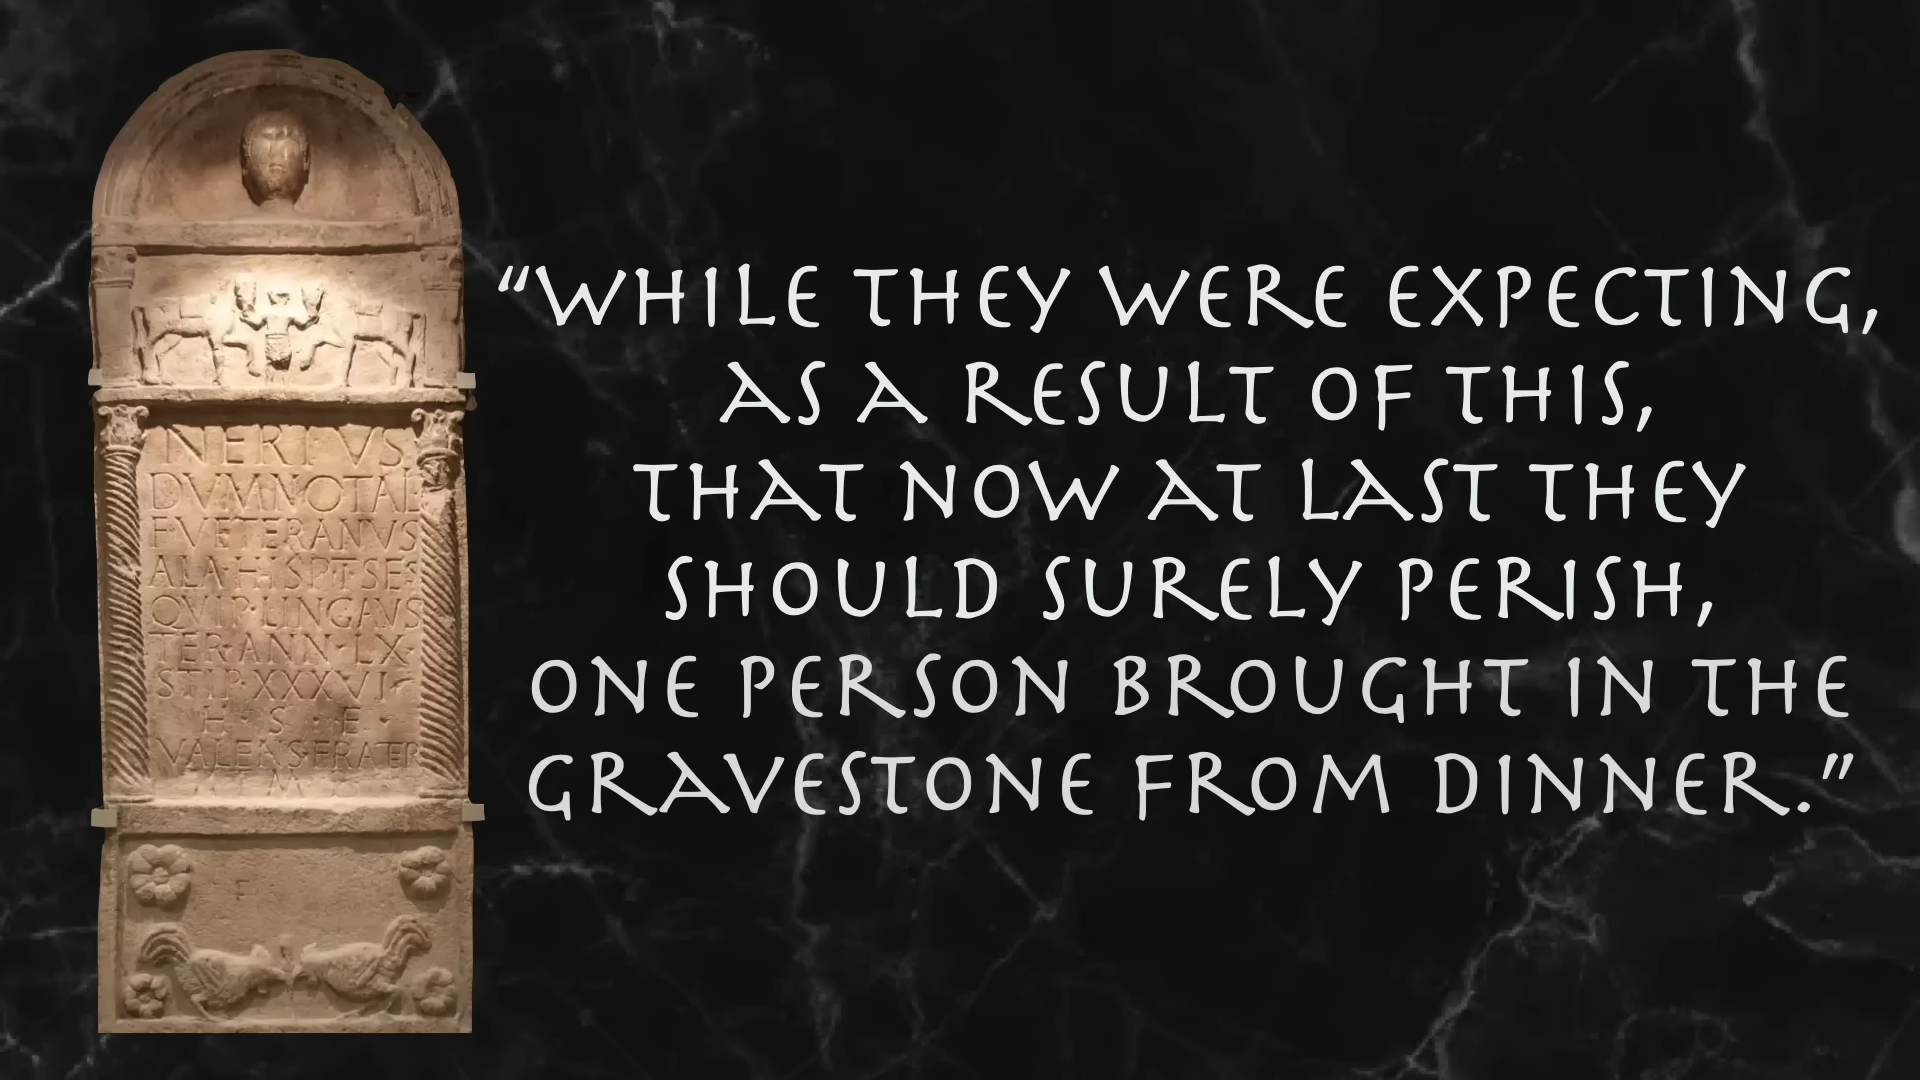 NERTVS
DVMNOTAL
F·VETERANVS
ALA·HISP·T·SES
QVIR·LINGAVS
TER·ANN·LX·
STIP·XXXVI·
H · S · E ·
VALENS·FRATER
“WHILE THEY WERE EXPECTING,
AS A RESULT OF THIS,
THAT NOW AT LAST THEY
SHOULD SURELY PERISH,
ONE PERSON BROUGHT IN THE
GRAVESTONE FROM DINNER.”